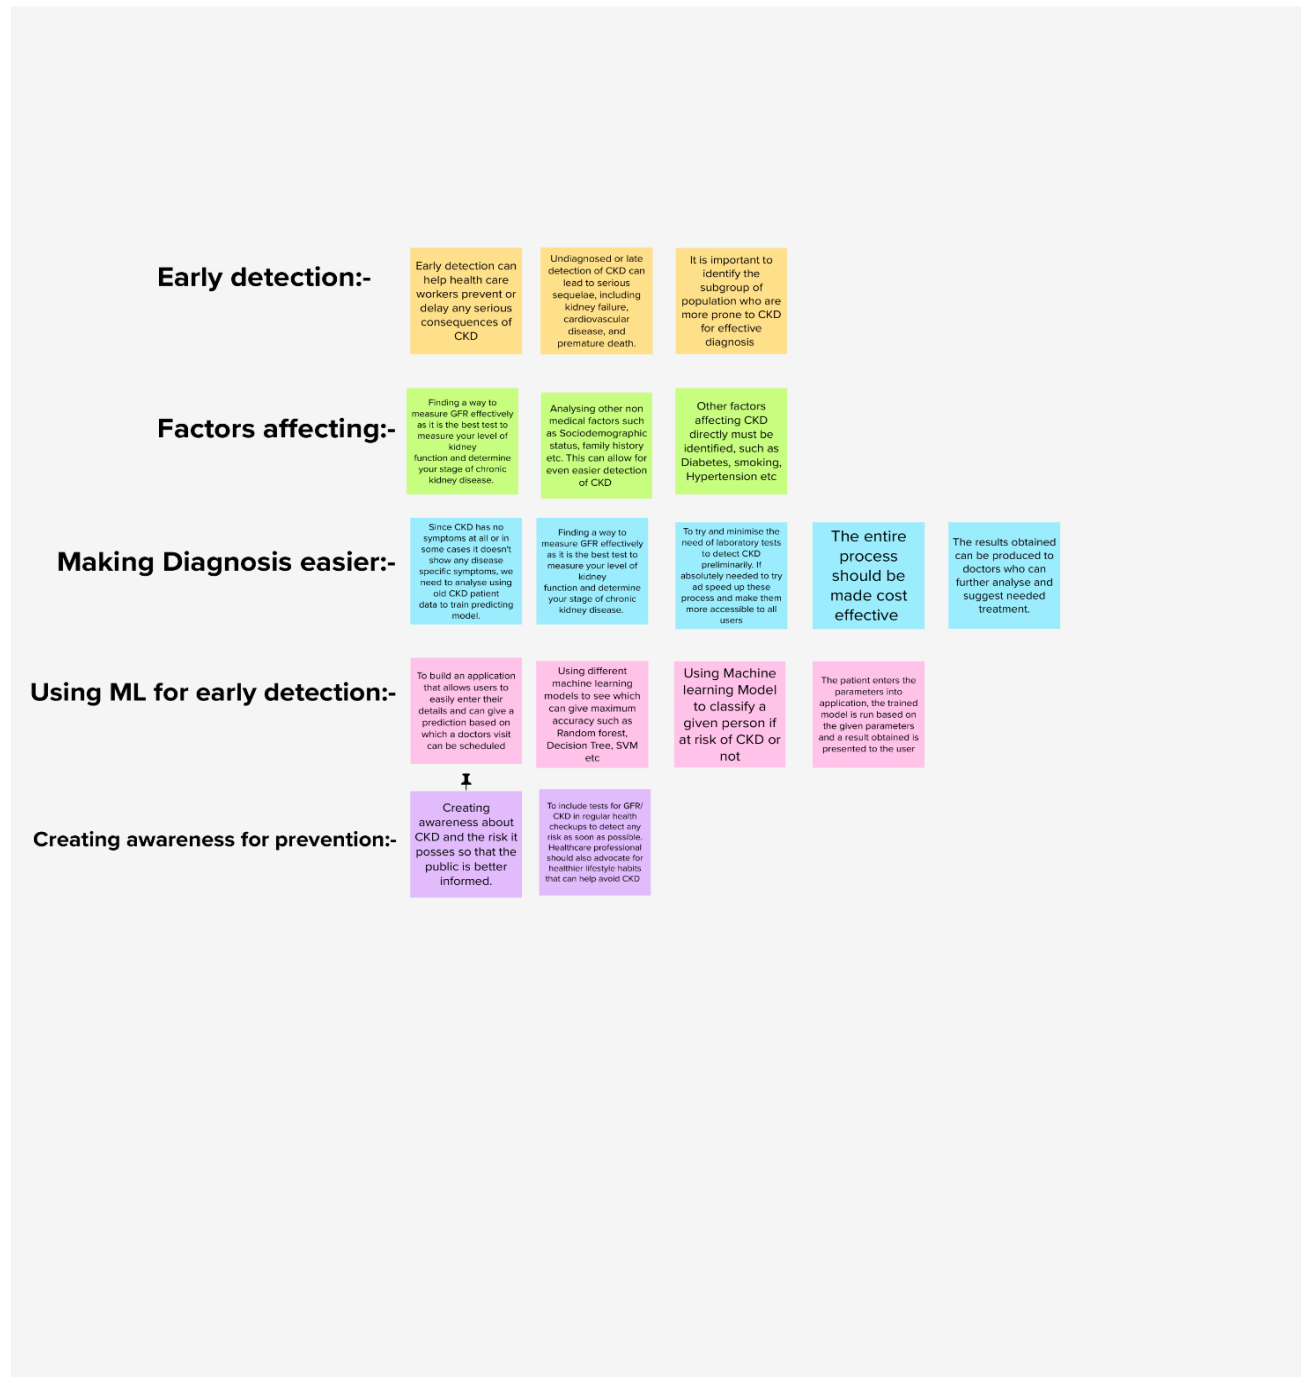 Early detection:-
Early detection can
help health care
workers prevent or
delay any serious
consequences of
CKD
Undiagnosed or late
detection of CKD can
lead to serious
sequelae, including
kidney failure,
cardiovascular
disease, and
premature death.
It is important to
identify the
subgroup of
population who are
more prone to CKD
for effective
diagnosis
Factors affecting:-
Finding a way to
measure GFR effectively
as it is the best test to
measure your level of
kidney
function and determine
your stage of chronic
kidney disease.
Analysing other non
medical factors such
as Sociodemographic
status, family history
etc. This can allow for
even easier detection
of CKD
Other factors
affecting CKD
directly must be
identified, such as
Diabetes, smoking,
Hypertension etc
Making Diagnosis easier:-
Since CKD has no
symptoms at all or in
some cases it doesn't
show any disease
specific symptoms, we
need to analyse using
old CKD patient
data to train predicting
model.
Finding a way to
measure GFR effectively
as it is the best test to
measure your level of
kidney
function and determine
your stage of chronic
kidney disease.
To try and minimise the
need of laboratory tests
to detect CKD
preliminarily. If
absolutely needed to try
ad speed up these
process and make them
more accessible to all
users
The entire
process
should be
made cost
effective
The results obtained
can be produced to
doctors who can
further analyse and
suggest needed
treatment.
Using ML for early detection:-
To build an application
that allows users to
easily enter their
details and can give a
prediction based on
which a doctors visit
can be scheduled
Using different
machine learning
models to see which
can give maximum
accuracy such as
Random forest,
Decision Tree, SVM
etc
Using Machine
learning Model
to classify a
given person if
at risk of CKD or
not
The patient enters the
parameters into
application, the trained
model is run based on
the given parameters
and a result obtained is
presented to the user
Creating awareness for prevention:-
Creating
awareness about
CKD and the risk it
posses so that the
public is better
informed.
To include tests for GFR/
CKD in regular health
checkups to detect any
risk as soon as possible.
Healthcare professional
should also advocate for
healthier lifestyle habits
that can help avoid CKD